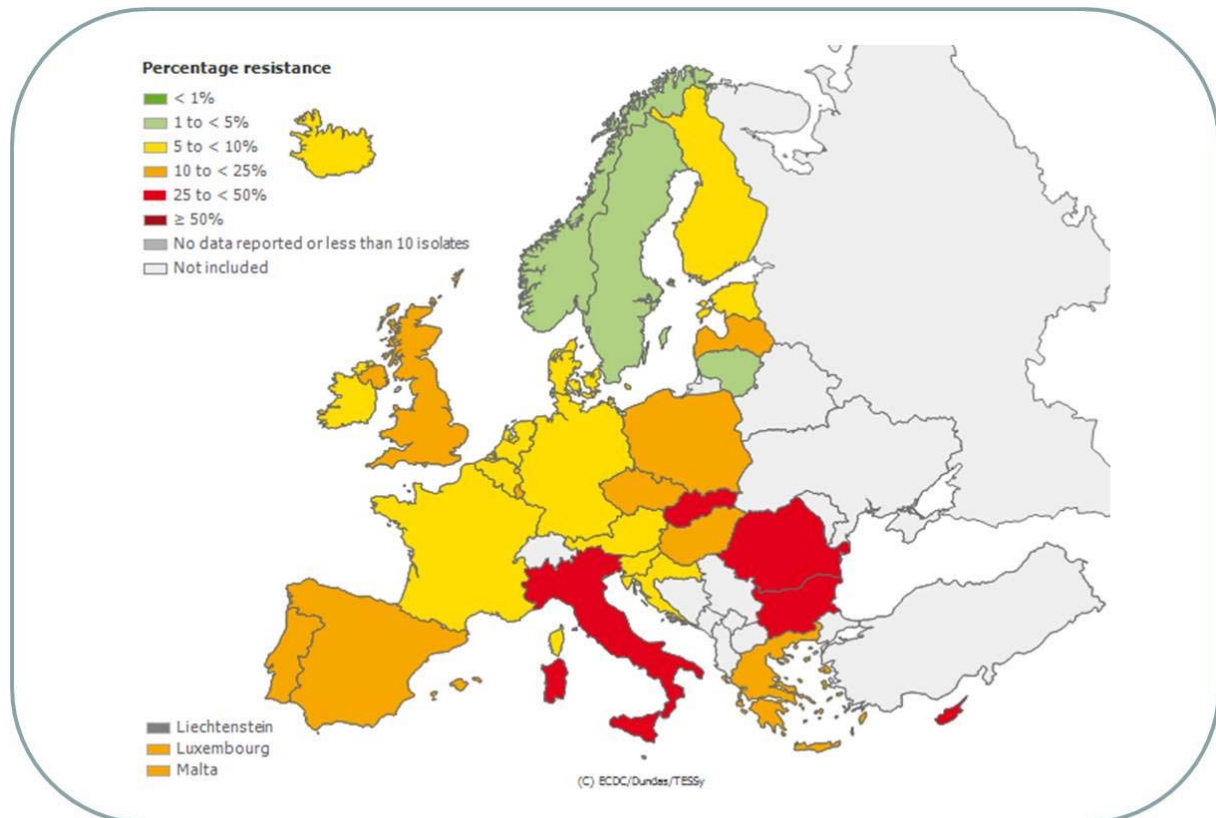 Percentage resistance
< 1%
1 to < 5%
5 to < 10%
10 to < 25%
25 to < 50%
≥ 50%
No data reported or less than 10 isolates
Not included
Liechtenstein
Luxembourg
Malta
(C) ECDC/Dundas/TESSy